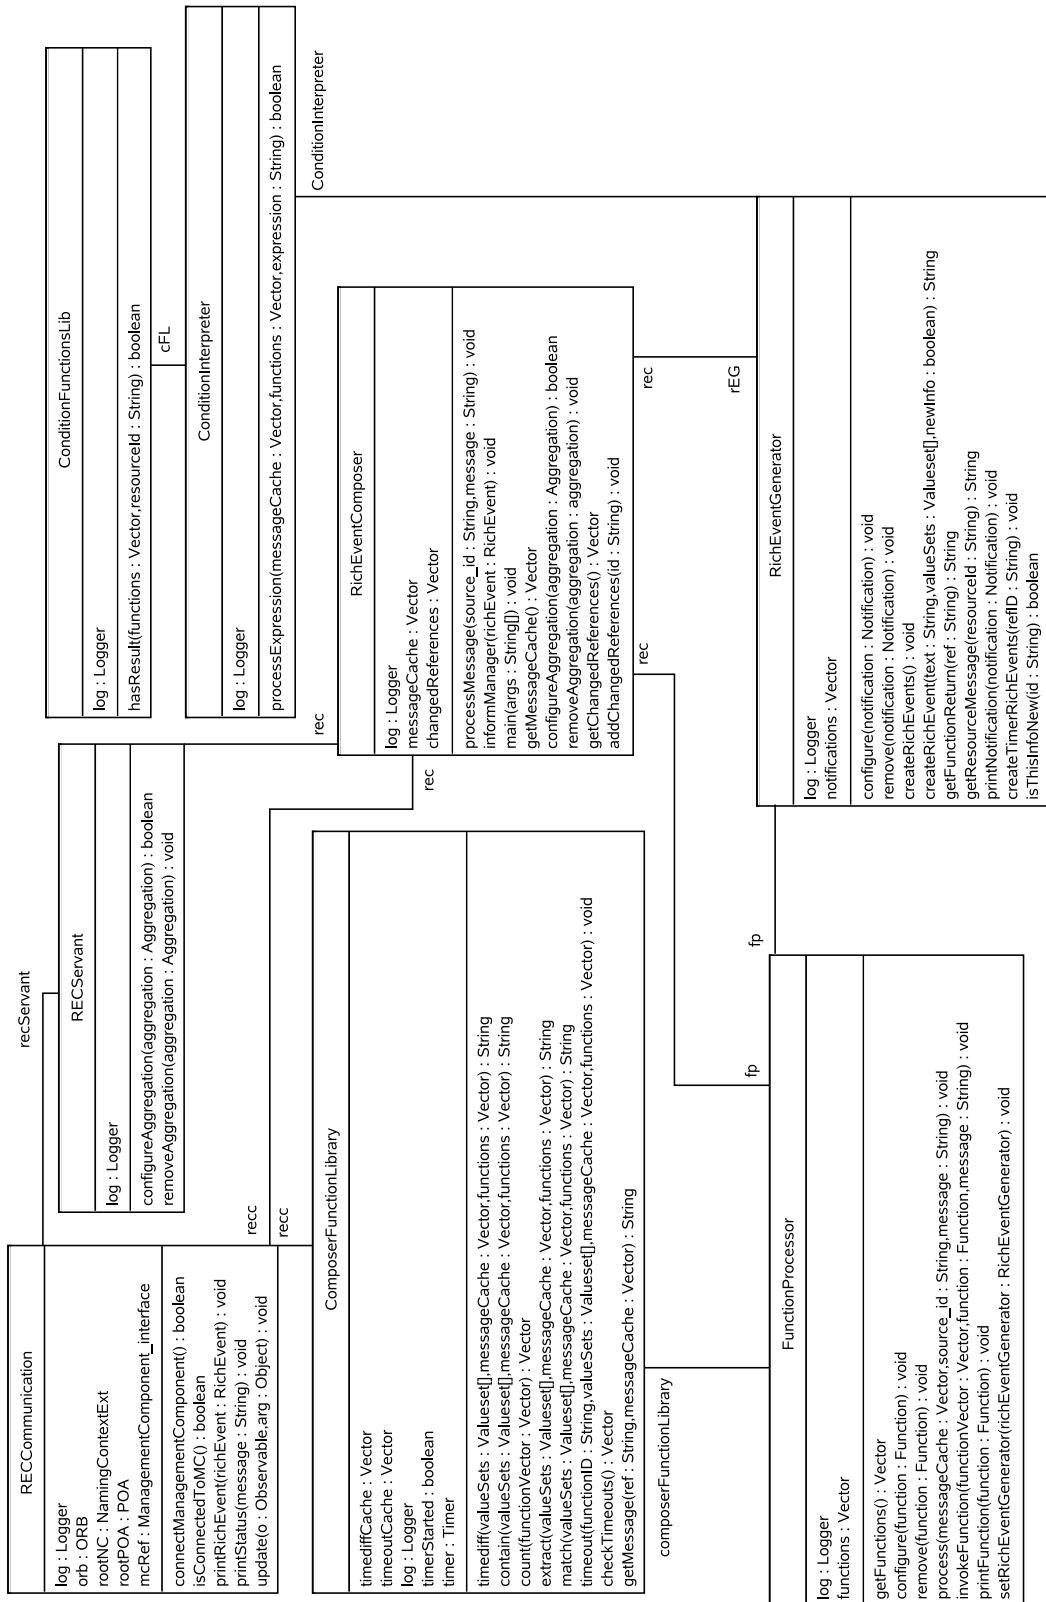 RECCommunication
log : Logger
orb : ORB
rootNC : NamingContextExt
rootPOA : POA
mcRef : ManagementComponent_interface
connectManagementComponent() : boolean
isConnectedToMC() : boolean
printRichEvent(richEvent : RichEvent) : void
printStatus(message : String) : void
update(o : Observable,arg : Object) : void
recServant
RECServant
log : Logger
configureAggregation(aggregation : Aggregation) : boolean
removeAggregation(aggregation : Aggregation) : void
ConditionFunctionsLib
log : Logger
hasResult(functions : Vector,resourceId : String) : boolean
cFL
ConditionInterpreter
log : Logger
processExpression(messageCache : Vector,functions : Vector,expression : String) : boolean
ConditionInterpreter
rec
rec
recc
recc
RichEventComposer
log : Logger
messageCache : Vector
changedReferences : Vector
processMessage(source_id : String,message : String) : void
informManager(richEvent : RichEvent) : void
main(args : String[]) : void
getMessageCache() : Vector
configureAggregation(aggregation : Aggregation) : boolean
removeAggregation(aggregation : aggregation) : void
getChangedReferences() : Vector
addChangedReferences(id : String) : void
rec
rec
rEG
ComposerFunctionLibrary
timediffCache : Vector
timeoutCache : Vector
log : Logger
timerStarted : boolean
timer : Timer
timediff(valueSets : Valueset[],messageCache : Vector,functions : Vector) : String
contain(valueSets : Valueset[],messageCache : Vector,functions : Vector) : String
count(functionVector : Vector) : Vector
extract(valueSets : Valueset[],messageCache : Vector,functions : Vector) : String
match(valueSets : Valueset[],messageCache : Vector,functions : Vector) : String
timeout(functionID : String,valueSets : Valueset[],messageCache : Vector,functions : Vector) : void
checkTimeouts() : Vector
getMessage(ref : String,messageCache : Vector) : String
composerFunctionLibrary
fp
fp
FunctionProcessor
log : Logger
functions : Vector
getFunctions() : Vector
configure(function : Function) : void
remove(function : Function) : void
process(messageCache : Vector,source_id : String,message : String) : void
invokeFunction(functionVector : Vector,function : Function,message : String) : void
printFunction(function : Function) : void
setRichEventGenerator(richEventGenerator : RichEventGenerator) : void
RichEventGenerator
log : Logger
notifications : Vector
configure(notification : Notification) : void
remove(notification : Notification) : void
createRichEvents() : void
createRichEvent(text : String,valueSets : Valueset[],newInfo : boolean) : String
getFunctionReturn(ref : String) : String
getResourceMessage(resourceId : String) : String
printNotification(notification : Notification) : void
createTimerRichEvents(refID : String) : void
isThisInfoNew(id : String) : boolean